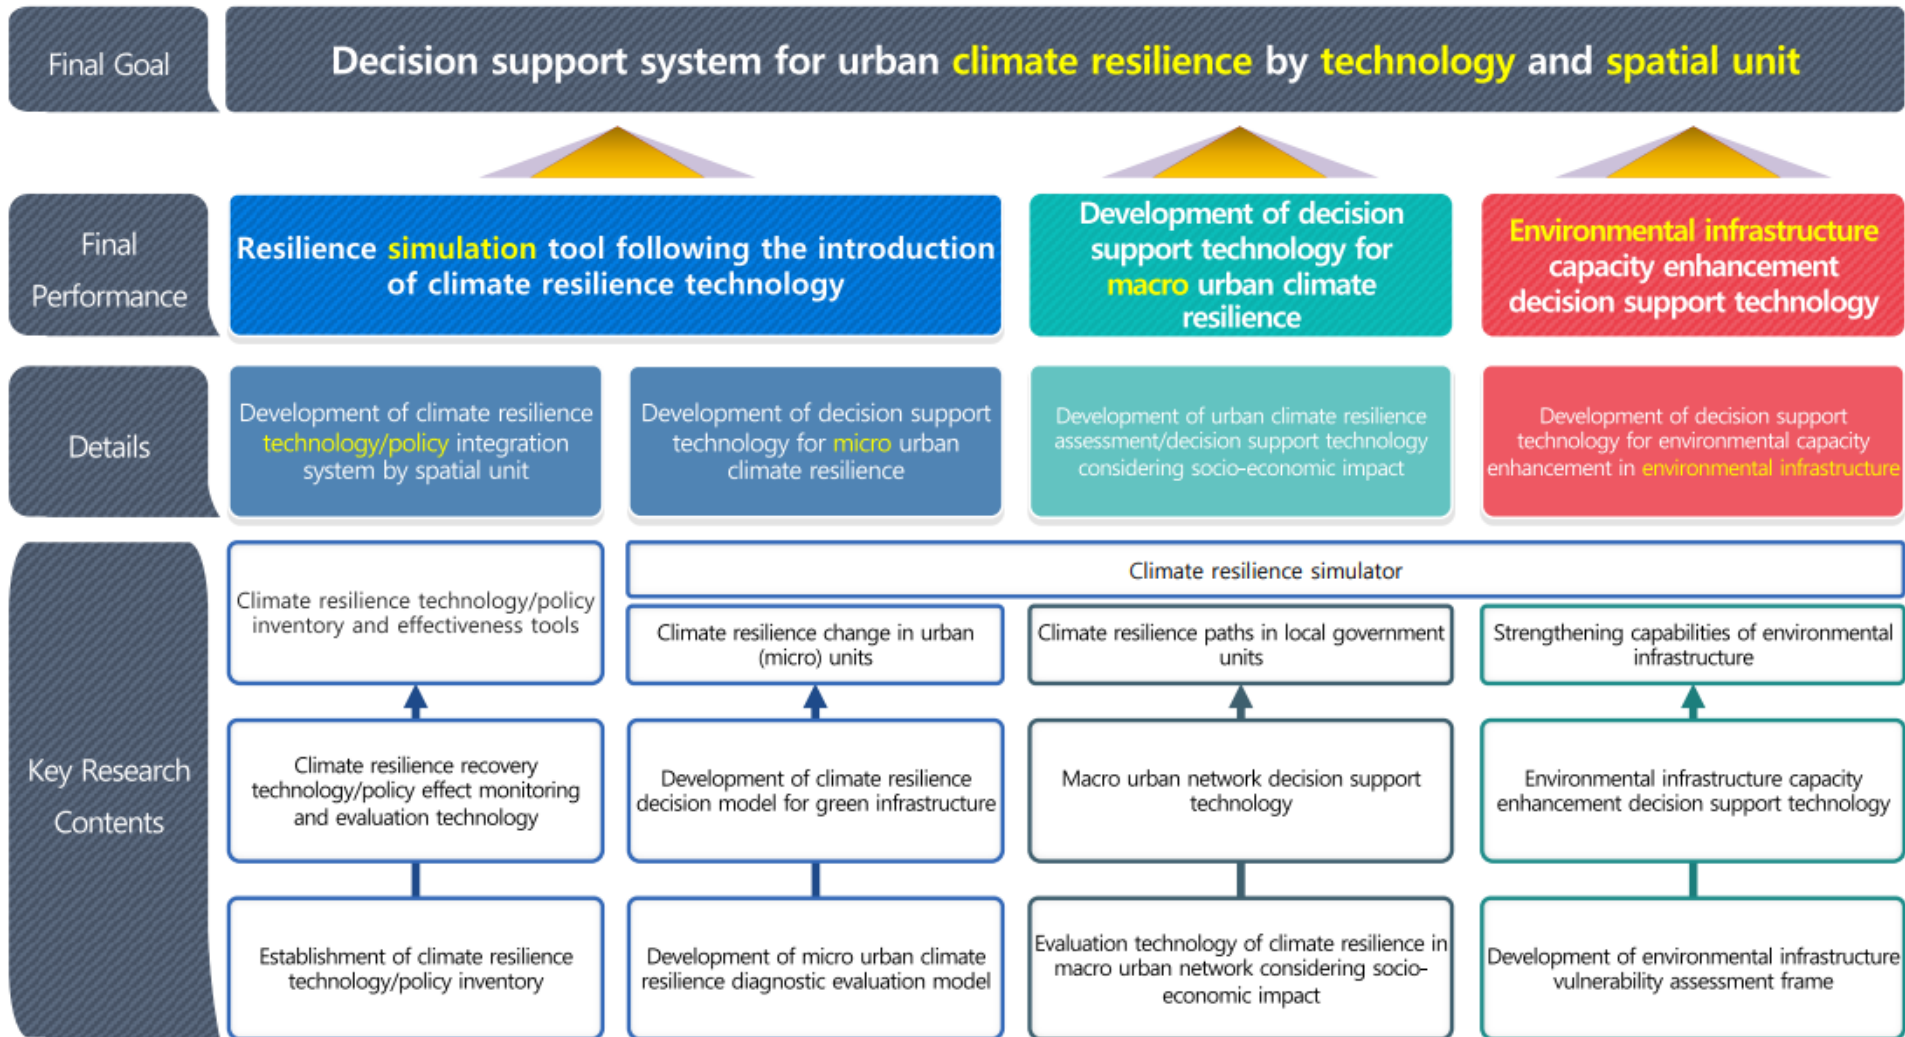 Final Goal
Decision support system for urban climate resilience by technology and spatial unit
Final
Performance
Resilience simulation tool following the introduction
of climate resilience technology
Development of decision
support technology for
macro urban climate
resilience
Environmental infrastructure
capacity enhancement
decision support technology
Details
Development of climate resilience
technology/policy integration
system by spatial unit
Development of decision support
technology for micro urban
climate resilience
Development of urban climate resilience
assessment/decision support technology
considering socio-economic impact
Development of decision support
technology for environmental capacity
enhancement in environmental infrastructure
Key Research
Contents
Climate resilience technology/policy
inventory and effectiveness tools
Climate resilience simulator
Climate resilience change in urban
(micro) units
Climate resilience paths in local government
units
Strengthening capabilities of environmental
infrastructure
Climate resilience recovery
technology/policy effect monitoring
and evaluation technology
Development of climate resilience
decision model for green infrastructure
Macro urban network decision support
technology
Environmental infrastructure capacity
enhancement decision support technology
Establishment of climate resilience
technology/policy inventory
Development of micro urban climate
resilience diagnostic evaluation model
Evaluation technology of climate resilience in
macro urban network considering socio-
economic impact
Development of environmental infrastructure
vulnerability assessment frame